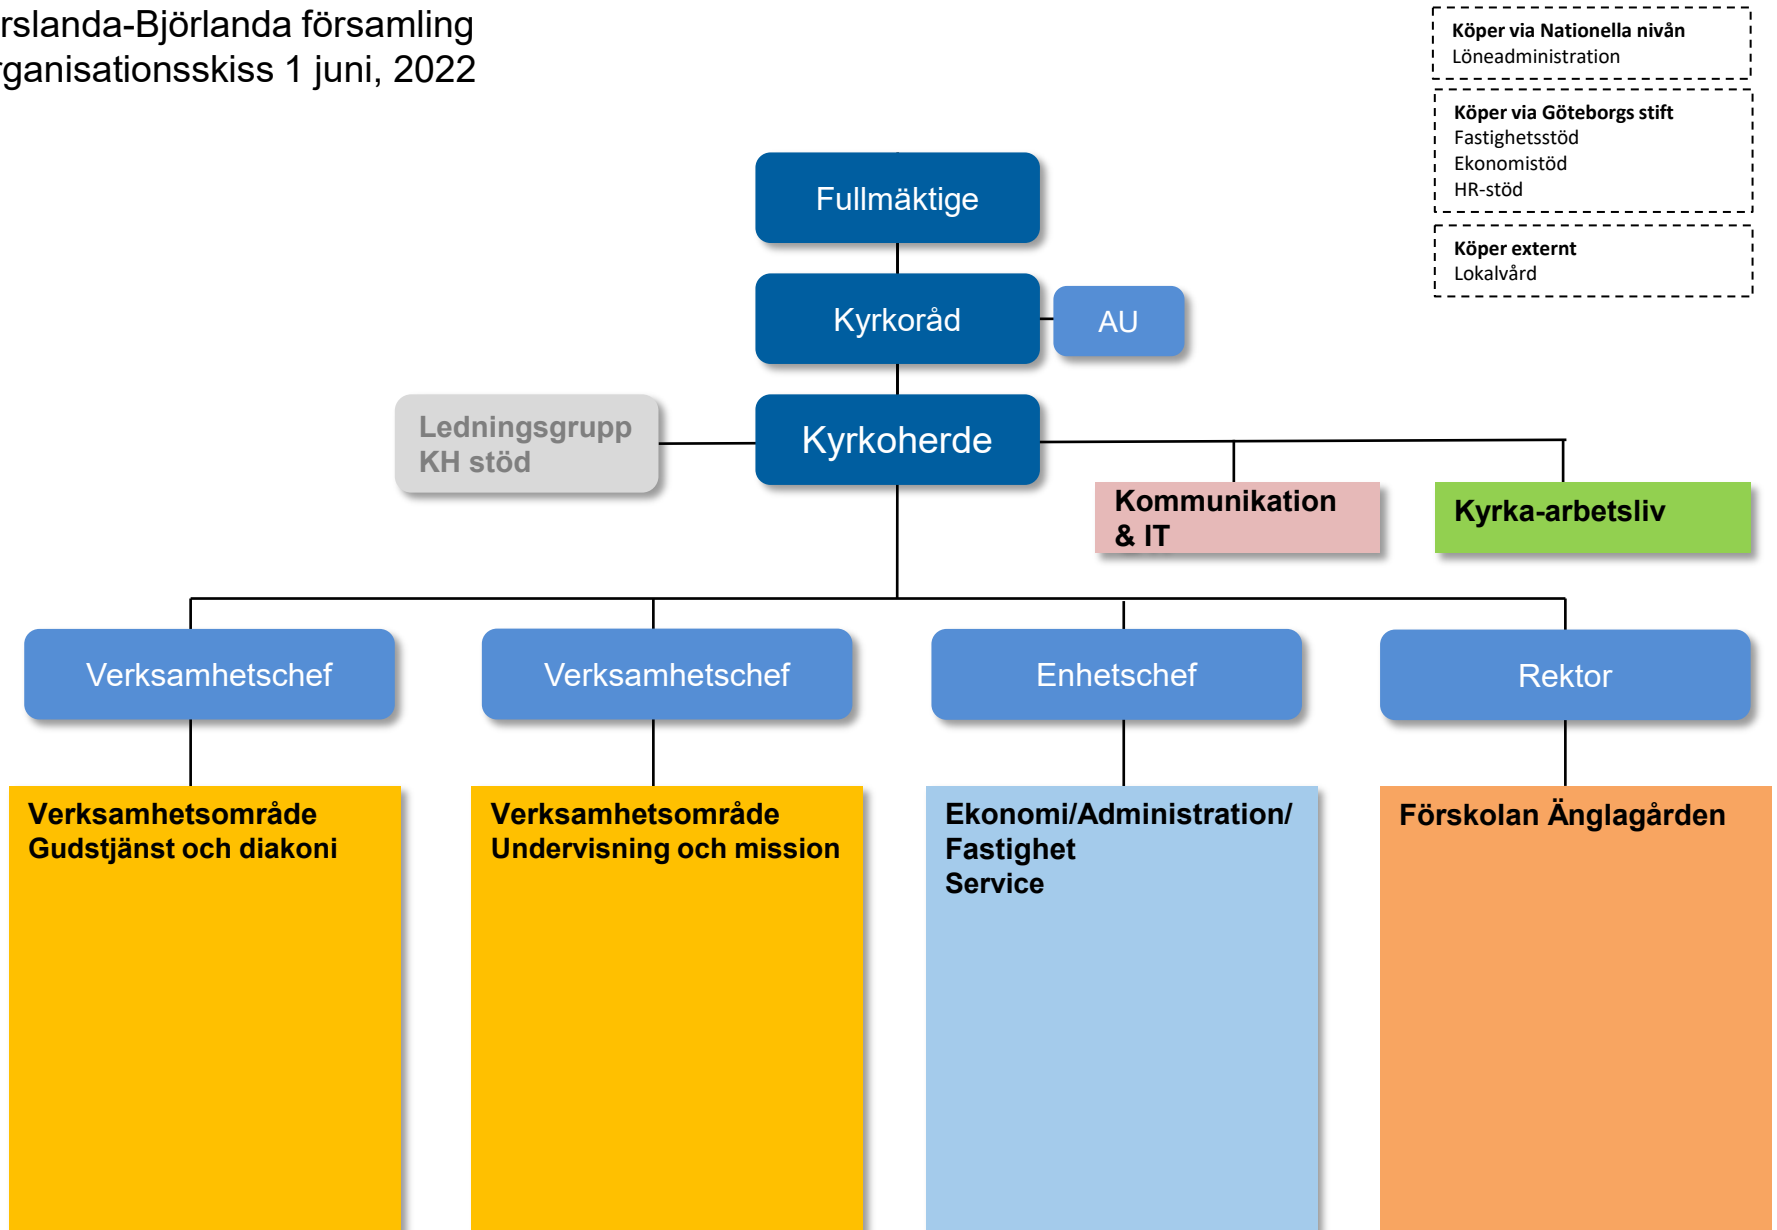 rslanda-Björlanda församling
rganisationsskiss 1 juni, 2022
Köper via Nationella nivån
Löneadministration
Köper via Göteborgs stift
Fastighetsstöd
Ekonomistöd
HR-stöd
Köper externt
Lokalvård
Fullmäktige
Kyrkoråd
AU
Ledningsgrupp
KH stöd
Kyrkoherde
Kommunikation
& IT
Kyrka-arbetsliv
Verksamhetschef
Verksamhetschef
Enhetschef
Rektor
Verksamhetsområde
Gudstjänst och diakoni
Verksamhetsområde
Undervisning och mission
Ekonomi/Administration/
Fastighet
Service
Förskolan Änglagården